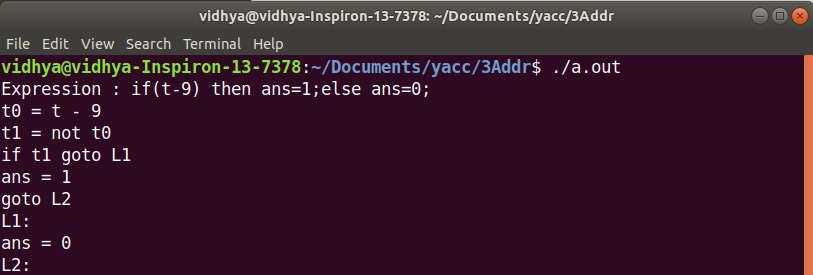 vidhya@vidhya-Inspiron-13-7378: ~/Documents/yacc/3Addr
File Edit View Search Terminal Help
vidhya@vidhya-Inspiron-13-7378:~/Documents/yacc/3Addr$ ./a.out
Expression : if(t-9) then ans=1;else ans=0;
t0 = t - 9
t1 = not t0
if t1 goto L1
ans = 1
goto L2
L1:
ans = 0
L2: